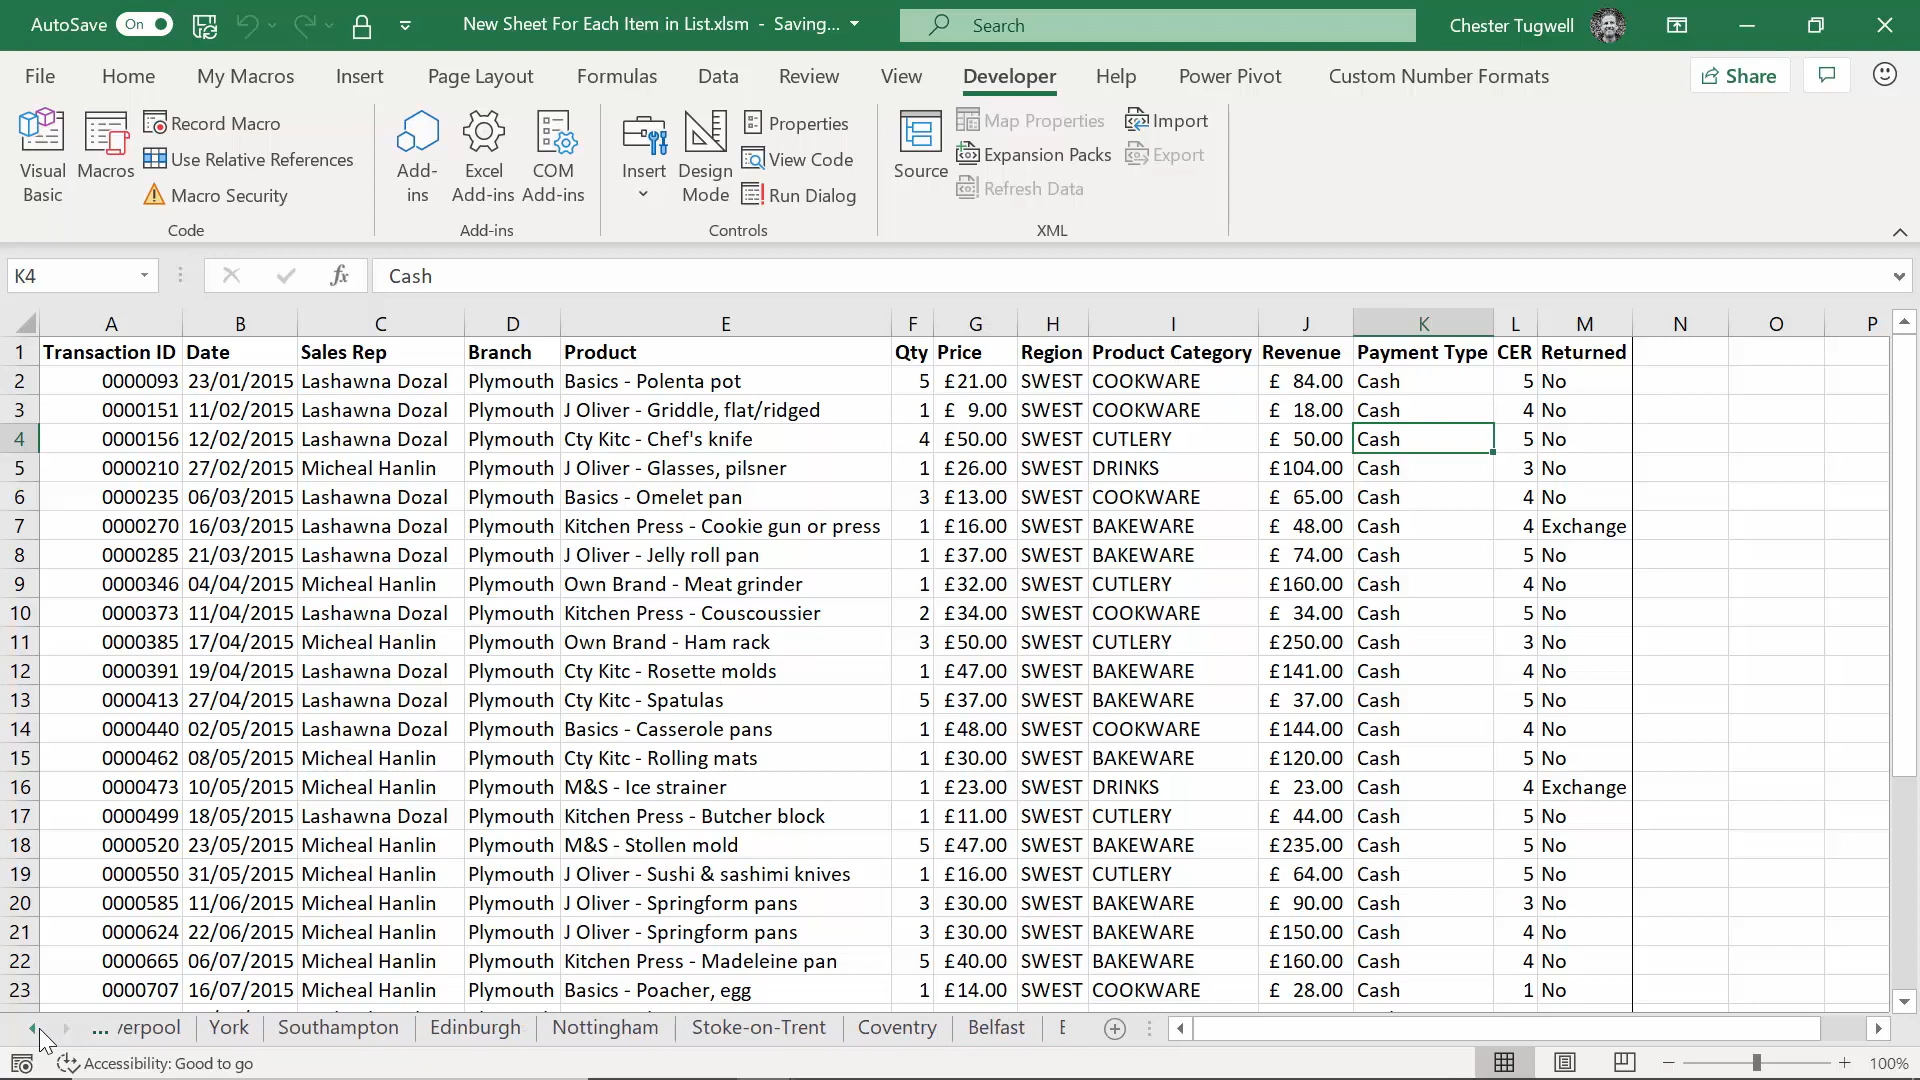 AutoSave On New Sheet For Each Item in List.xlsm - Saving... Search Chester Tugwell
File Home My Macros Insert Page Layout Formulas Data Review View Developer Help Power Pivot Custom Number Formats Share
Visual Basic Macros Record Macro Use Relative References Macro Security
Add-ins Excel Add-ins COM Add-ins
Insert Design Mode Properties View Code Run Dialog
Source Map Properties Expansion Packs Refresh Data Import Export
Code Add-ins Controls XML
K4 fx Cash
A B C D E F G H I J K L M N O P
1 Transaction ID Date Sales Rep Branch Product Qty Price Region Product Category Revenue Payment Type CER Returned
2 0000093 23/01/2015 Lashawna Dozal Plymouth Basics - Polenta pot 5 £21.00 SWEST COOKWARE £ 84.00 Cash 5 No
3 0000151 11/02/2015 Lashawna Dozal Plymouth J Oliver - Griddle, flat/ridged 1 £ 9.00 SWEST COOKWARE £ 18.00 Cash 4 No
4 0000156 12/02/2015 Lashawna Dozal Plymouth Cty Kitc - Chef's knife 4 £50.00 SWEST CUTLERY £ 50.00 Cash 5 No
5 0000210 27/02/2015 Micheal Hanlin Plymouth J Oliver - Glasses, pilsner 1 £26.00 SWEST DRINKS £104.00 Cash 3 No
6 0000235 06/03/2015 Lashawna Dozal Plymouth Basics - Omelet pan 3 £13.00 SWEST COOKWARE £ 65.00 Cash 4 No
7 0000270 16/03/2015 Lashawna Dozal Plymouth Kitchen Press - Cookie gun or press 1 £16.00 SWEST BAKEWARE £ 48.00 Cash 4 Exchange
8 0000285 21/03/2015 Lashawna Dozal Plymouth J Oliver - Jelly roll pan 1 £37.00 SWEST BAKEWARE £ 74.00 Cash 5 No
9 0000346 04/04/2015 Micheal Hanlin Plymouth Own Brand - Meat grinder 1 £32.00 SWEST CUTLERY £160.00 Cash 4 No
10 0000373 11/04/2015 Lashawna Dozal Plymouth Kitchen Press - Couscoussier 2 £34.00 SWEST COOKWARE £ 34.00 Cash 5 No
11 0000385 17/04/2015 Micheal Hanlin Plymouth Own Brand - Ham rack 3 £50.00 SWEST CUTLERY £250.00 Cash 3 No
12 0000391 19/04/2015 Lashawna Dozal Plymouth Cty Kitc - Rosette molds 1 £47.00 SWEST BAKEWARE £141.00 Cash 4 No
13 0000413 27/04/2015 Lashawna Dozal Plymouth Cty Kitc - Spatulas 5 £37.00 SWEST BAKEWARE £ 37.00 Cash 5 No
14 0000440 02/05/2015 Lashawna Dozal Plymouth Basics - Casserole pans 1 £48.00 SWEST COOKWARE £144.00 Cash 4 No
15 0000462 08/05/2015 Micheal Hanlin Plymouth Cty Kitc - Rolling mats 1 £30.00 SWEST BAKEWARE £120.00 Cash 5 No
16 0000473 10/05/2015 Micheal Hanlin Plymouth M&S - Ice strainer 1 £23.00 SWEST DRINKS £ 23.00 Cash 4 Exchange
17 0000499 18/05/2015 Lashawna Dozal Plymouth Kitchen Press - Butcher block 1 £11.00 SWEST CUTLERY £ 44.00 Cash 5 No
18 0000520 23/05/2015 Micheal Hanlin Plymouth M&S - Stollen mold 5 £47.00 SWEST BAKEWARE £235.00 Cash 5 No
19 0000550 31/05/2015 Micheal Hanlin Plymouth J Oliver - Sushi & sashimi knives 1 £16.00 SWEST CUTLERY £ 64.00 Cash 5 No
20 0000585 11/06/2015 Micheal Hanlin Plymouth J Oliver - Springform pans 3 £30.00 SWEST BAKEWARE £ 90.00 Cash 3 No
21 0000624 22/06/2015 Micheal Hanlin Plymouth J Oliver - Springform pans 3 £30.00 SWEST BAKEWARE £150.00 Cash 4 No
22 0000665 06/07/2015 Micheal Hanlin Plymouth Kitchen Press - Madeleine pan 5 £40.00 SWEST BAKEWARE £160.00 Cash 4 No
23 0000707 16/07/2015 Micheal Hanlin Plymouth Basics - Poacher, egg 1 £14.00 SWEST COOKWARE £ 28.00 Cash 1 No
... verpool York Southampton Edinburgh Nottingham Stoke-on-Trent Coventry Belfast
Accessibility: Good to go 100%